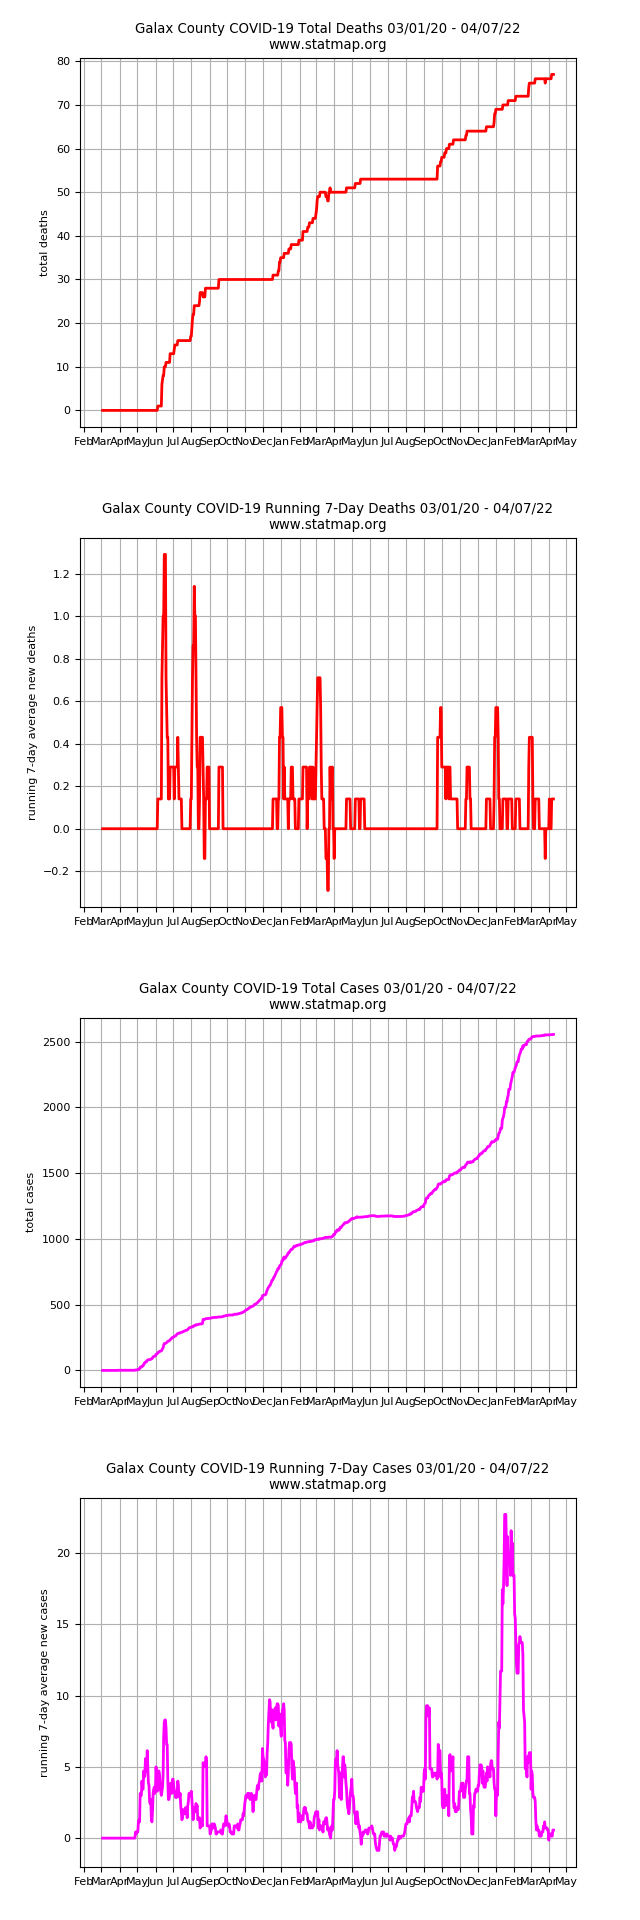 Galax County COVID-19 Total Deaths 03/01/20 - 04/07/22
www.statmap.org
80
70
60
50
40
30
20
10
0
total deaths
Feb Mar Apr May Jun Jul Aug Sep Oct Nov Dec Jan Feb Mar Apr May Jun Jul Aug Sep Oct Nov Dec Jan Feb Mar Apr May
Galax County COVID-19 Running 7-Day Deaths 03/01/20 - 04/07/22
www.statmap.org
1.2
1.0
0.8
0.6
0.4
0.2
0.0
−0.2
running 7-day average new deaths
Feb Mar Apr May Jun Jul Aug Sep Oct Nov Dec Jan Feb Mar Apr May Jun Jul Aug Sep Oct Nov Dec Jan Feb Mar Apr May
Galax County COVID-19 Total Cases 03/01/20 - 04/07/22
www.statmap.org
2500
2000
1500
1000
500
0
total cases
Feb Mar Apr May Jun Jul Aug Sep Oct Nov Dec Jan Feb Mar Apr May Jun Jul Aug Sep Oct Nov Dec Jan Feb Mar Apr May
Galax County COVID-19 Running 7-Day Cases 03/01/20 - 04/07/22
www.statmap.org
20
15
10
5
0
running 7-day average new cases
Feb Mar Apr May Jun Jul Aug Sep Oct Nov Dec Jan Feb Mar Apr May Jun Jul Aug Sep Oct Nov Dec Jan Feb Mar Apr May